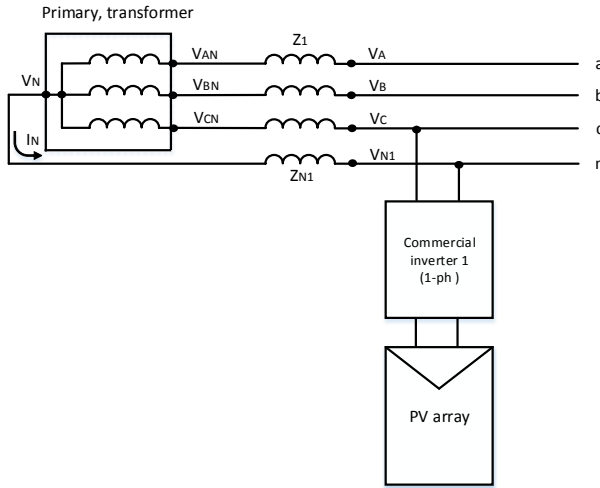 Primary, transformer
VAN
Z1
VA
a
VN
VBN
VB
b
VCN
VC
IN
VN1
ZN1
n
Commercial
inverter 1
(1-ph )
PV array